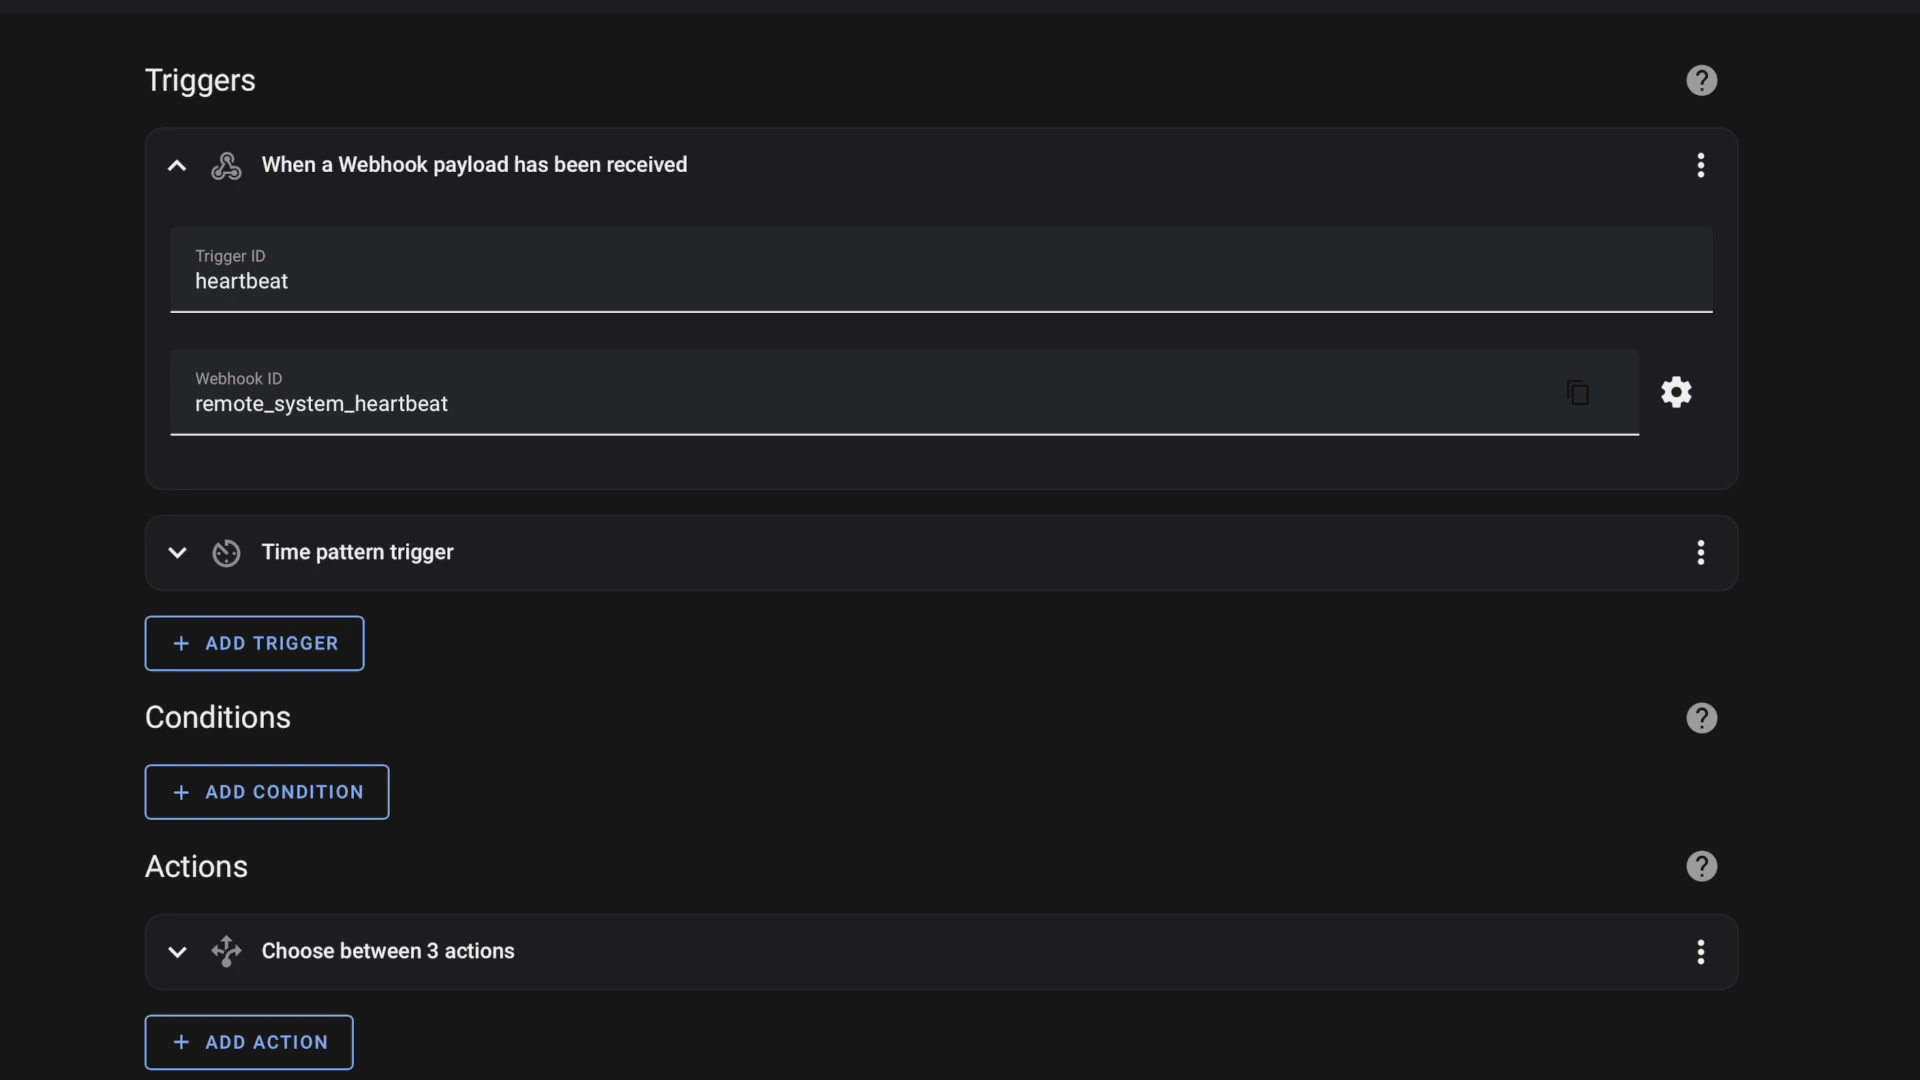 Triggers
When a Webhook payload has been received
Trigger ID
heartbeat
Webhook ID
remote_system_heartbeat
Time pattern trigger
+ ADD TRIGGER
Conditions
+ ADD CONDITION
Actions
Choose between 3 actions
+ ADD ACTION